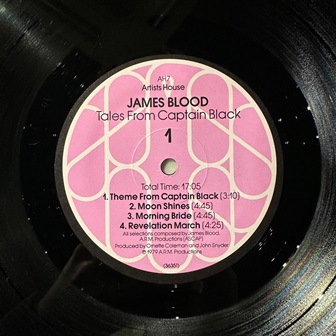 AH7
Artists House
JAMES BLOOD
Tales From Captain Black
1
Total Time: 17:05
1. Theme From Captain Black (3:10)
2. Moon Shines (4:45)
3. Morning Bride (4:45)
4. Revelation March (4:25)
All selections composed by James Blood.
A.R.M. Productions (ASCAP)
Produced by Ornette Coleman and John Snyder
© 1979 A.R.M. Productions
(36351)